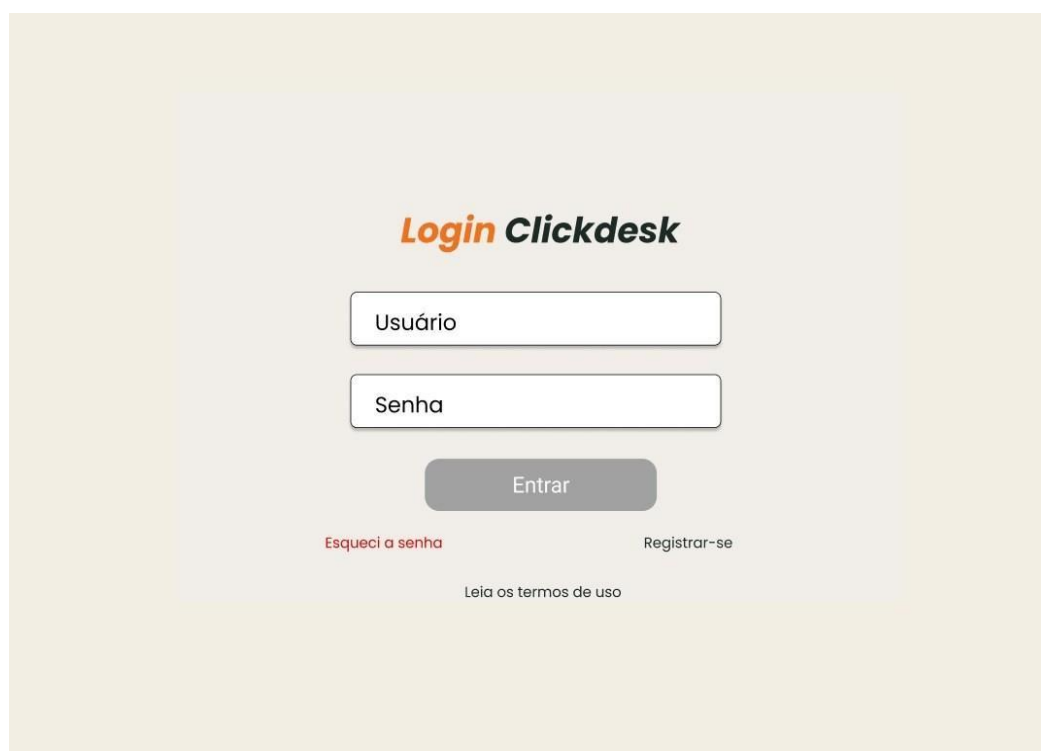 Login Clickdesk
Usuário
Senha
Entrar
Esqueci a senha
Registrar-se
Leia os termos de uso